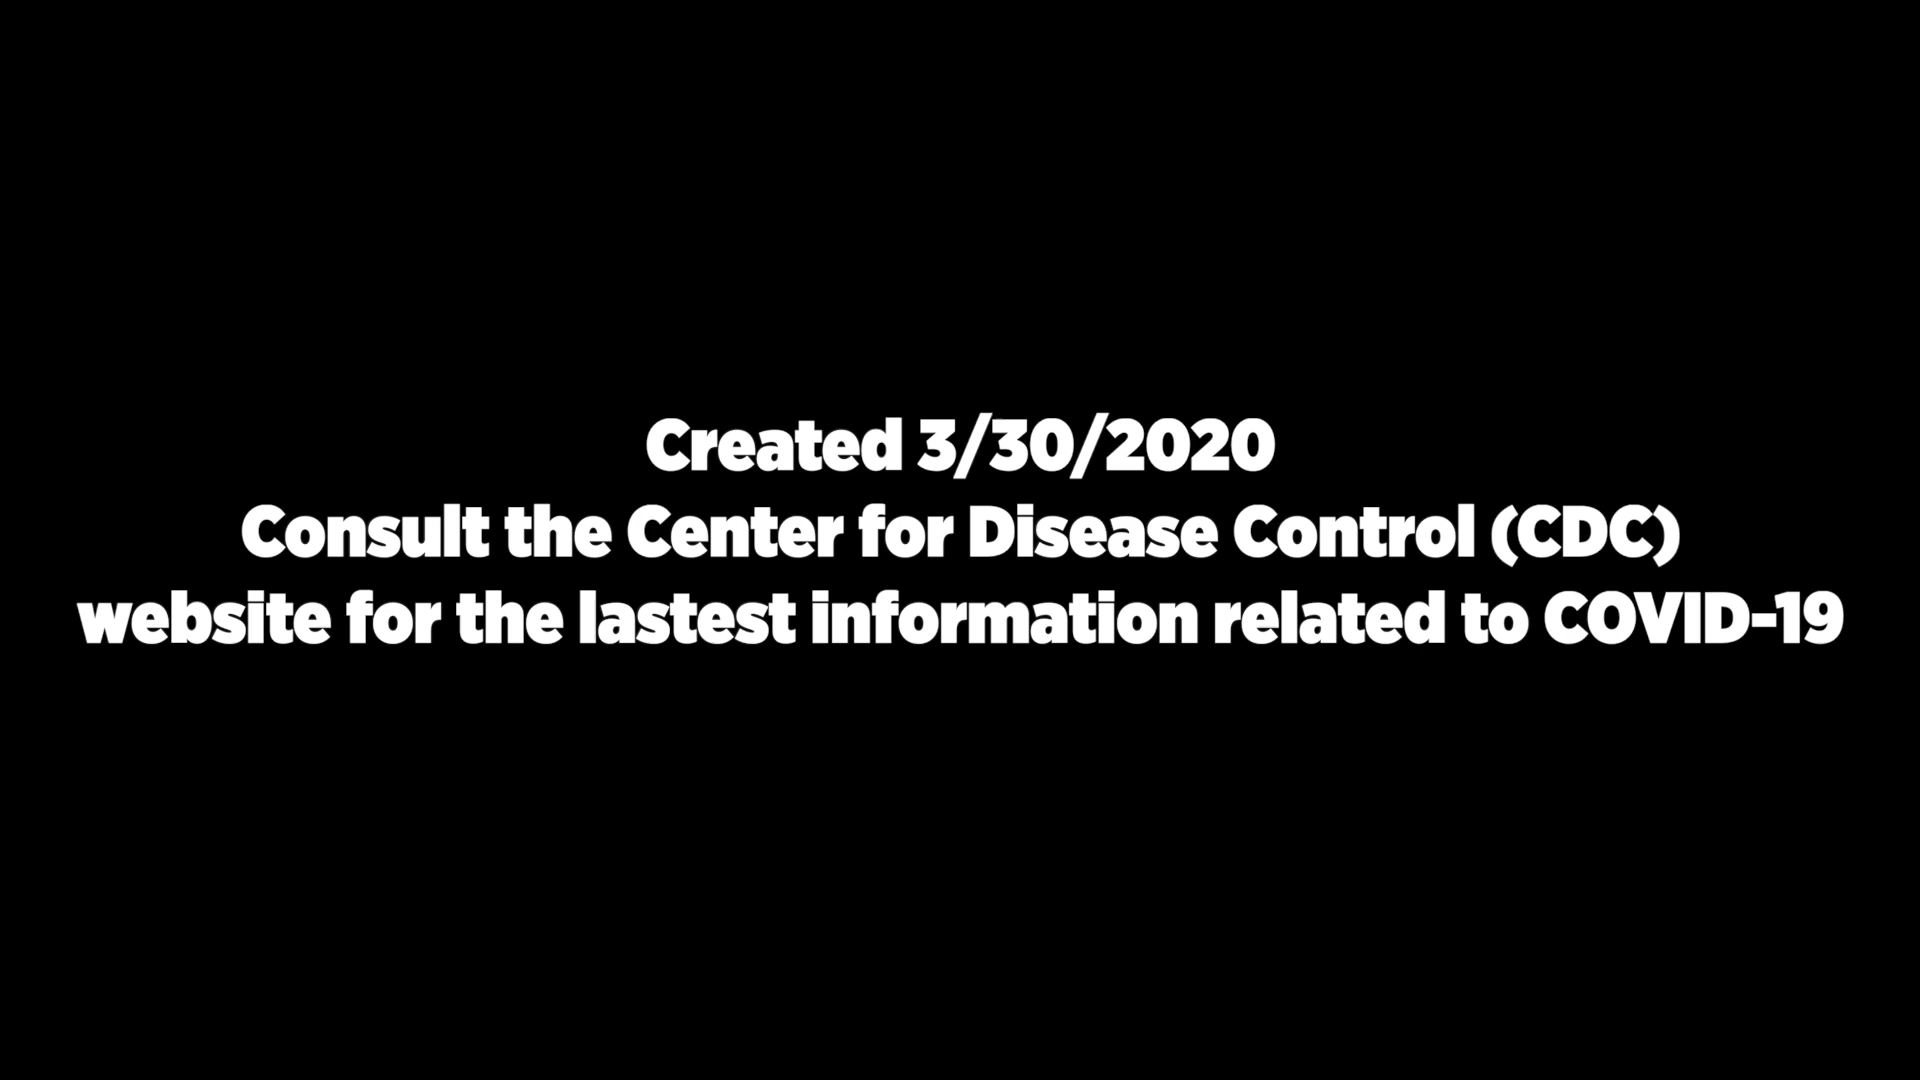 Created 3/30/2020
Consult the Center for Disease Control (CDC)
website for the lastest information related to COVID-19